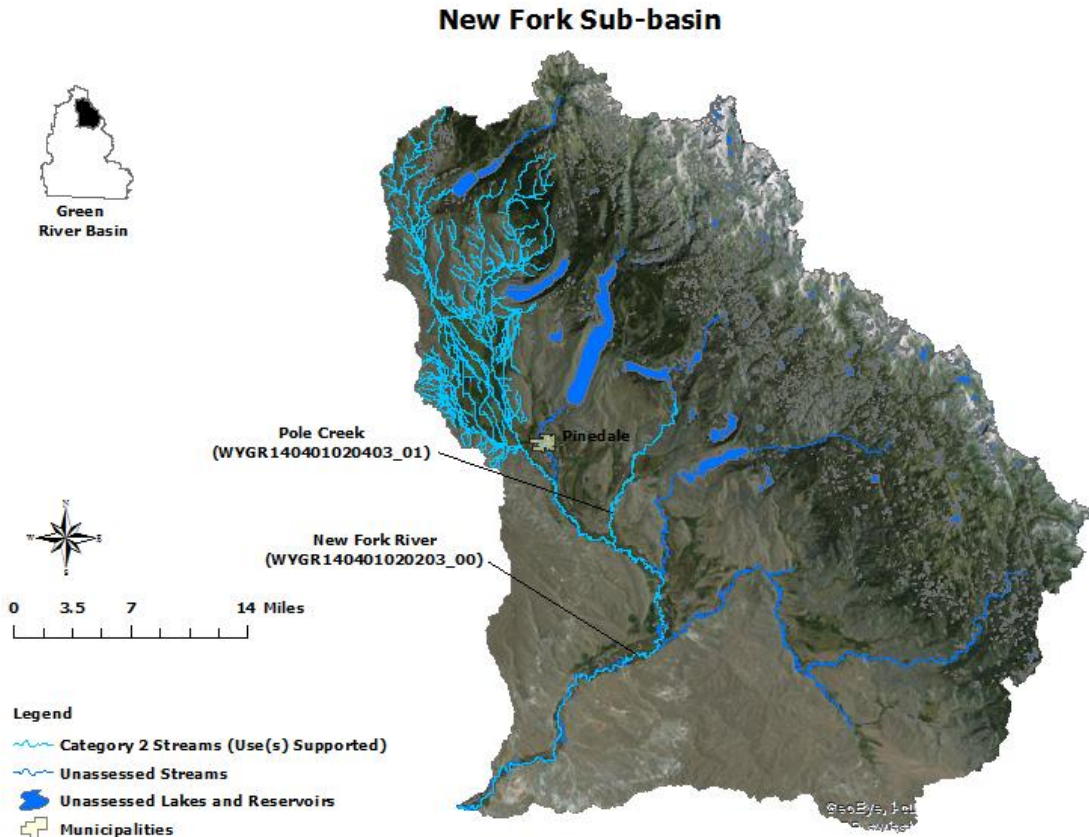 New Fork Sub-basin
Green
River Basin
Pinedale
Pole Creek
(WYGR140401020403_01)
New Fork River
(WYGR140401020203_00)
N
W
E
S
0 3.5 7 14 Miles
Legend
Category 2 Streams (Use(s) Supported)
Unassessed Streams
Unassessed Lakes and Reservoirs
Municipalities
GeoEye,